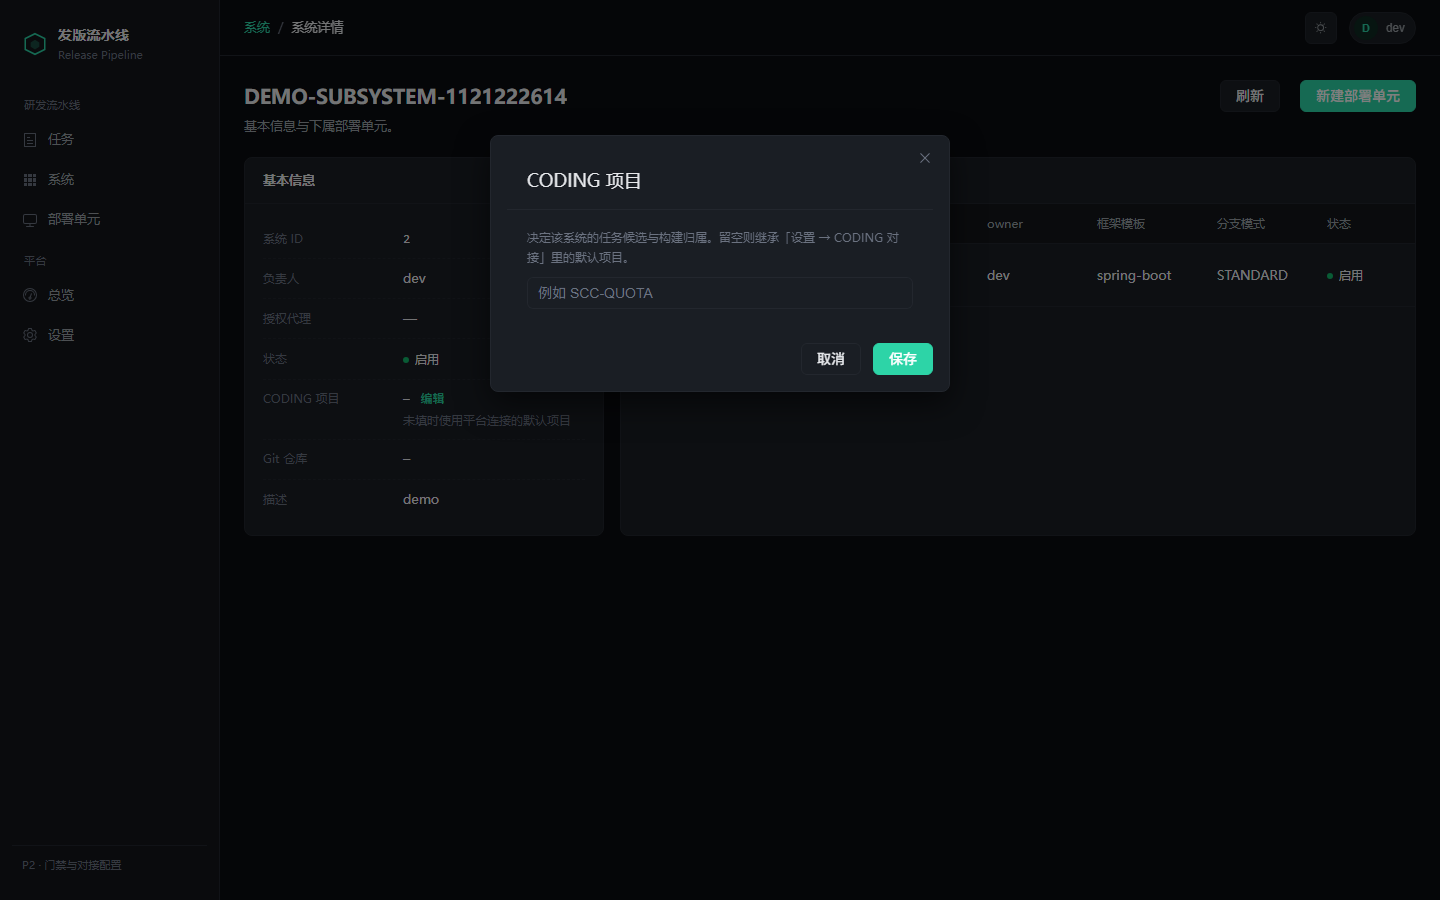 发版流水线
Release Pipeline
研发流水线
任务
系统
部署单元
平台
总览
设置
P2 · 门禁与对接配置
系统 / 系统详情
D dev
DEMO-SUBSYSTEM-1121222614
基本信息与下属部署单元。
刷新
新建部署单元
基本信息
系统 ID 2
负责人 dev
授权代理 —
状态 启用
CODING 项目 – 编辑
未填时使用平台连接的默认项目
Git 仓库 –
描述 demo
owner 框架模板 分支模式 状态
dev spring-boot STANDARD 启用
CODING 项目
决定该系统的任务候选与构建归属。留空则继承「设置 → CODING 对
接」里的默认项目。
例如 SCC-QUOTA
取消
保存